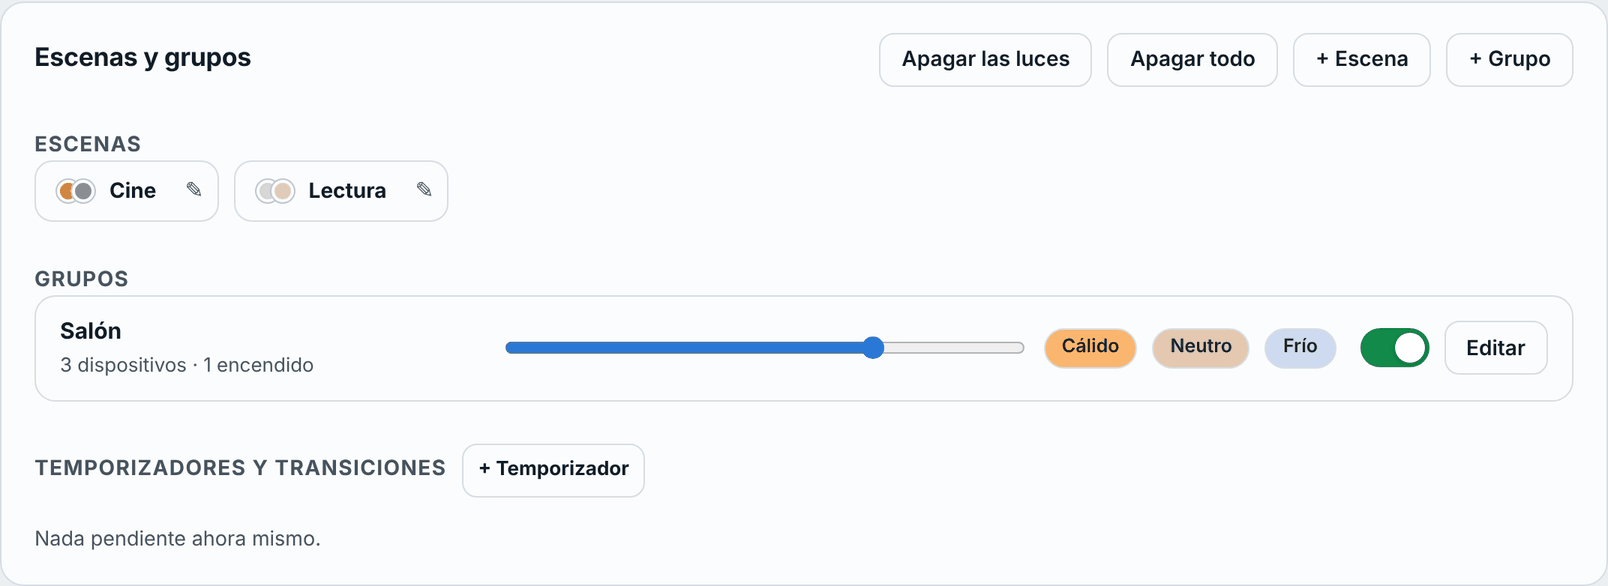 Escenas y grupos
Apagar las luces
Apagar todo
+ Escena
+ Grupo
ESCENAS
Cine
Lectura
GRUPOS
Salón
3 dispositivos · 1 encendido
Cálido
Neutro
Frío
Editar
TEMPORIZADORES Y TRANSICIONES
+ Temporizador
Nada pendiente ahora mismo.